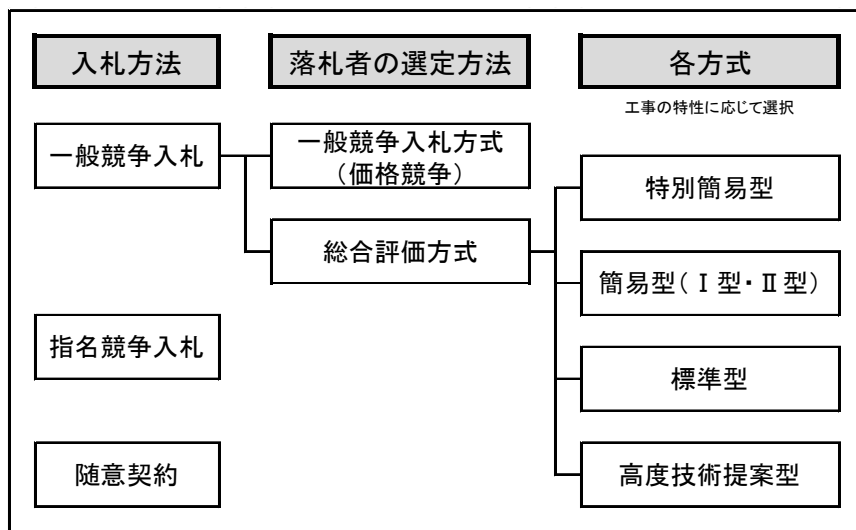 入札方法
落札者の選定方法
各方式
工事の特性に応じて選択
一般競争入札
一般競争入札方式
（価格競争）
総合評価方式
特別簡易型
簡易型（Ⅰ型・Ⅱ型）
指名競争入札
標準型
随意契約
高度技術提案型